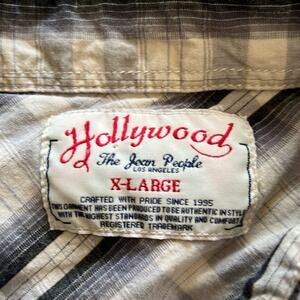 Hollywood
The Jean People
LOS ANGELES
X-LARGE
CRAFTED WITH PRIDE SINCE 1995
THIS GARMENT HAS BEEN PRODUCED TO BE AUTHENTIC IN STYLE
WITH THE HIGHEST STANDARDS IN QUALITY AND COMFORT
REGISTERED TRADEMARK